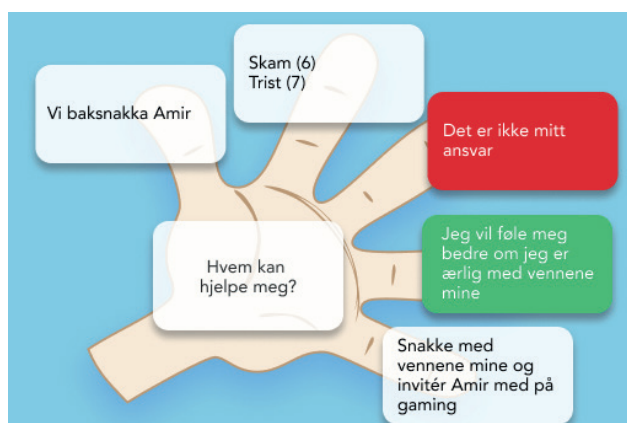 Vi baksnakka Amir
Skam (6)
Trist (7)
Det er ikke mitt
ansvar
Jeg vil føle meg
bedre om jeg er
ærlig med vennene
mine
Snakke med
vennene mine og
invitér Amir med på
gaming
Hvem kan
hjelpe meg?